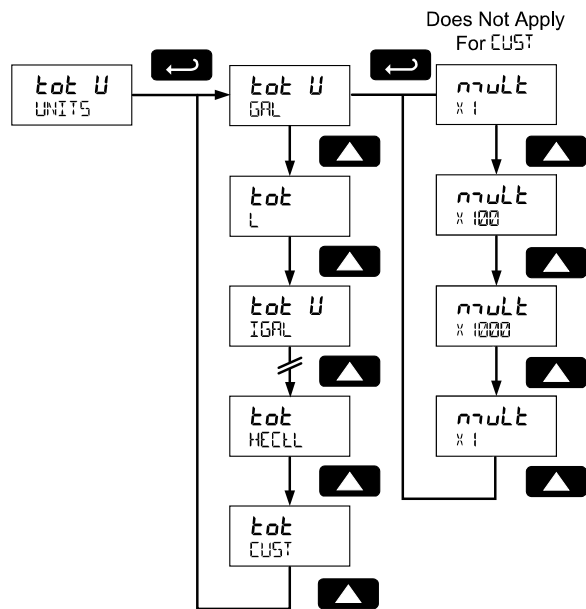 Does Not Apply
For CUST
tot U
UNITS
tot U
GAL
mult
X 1
tot
L
mult
X 100
tot U
IGAL
mult
X 1000
tot
HECtL
mult
X 1
tot
CUST